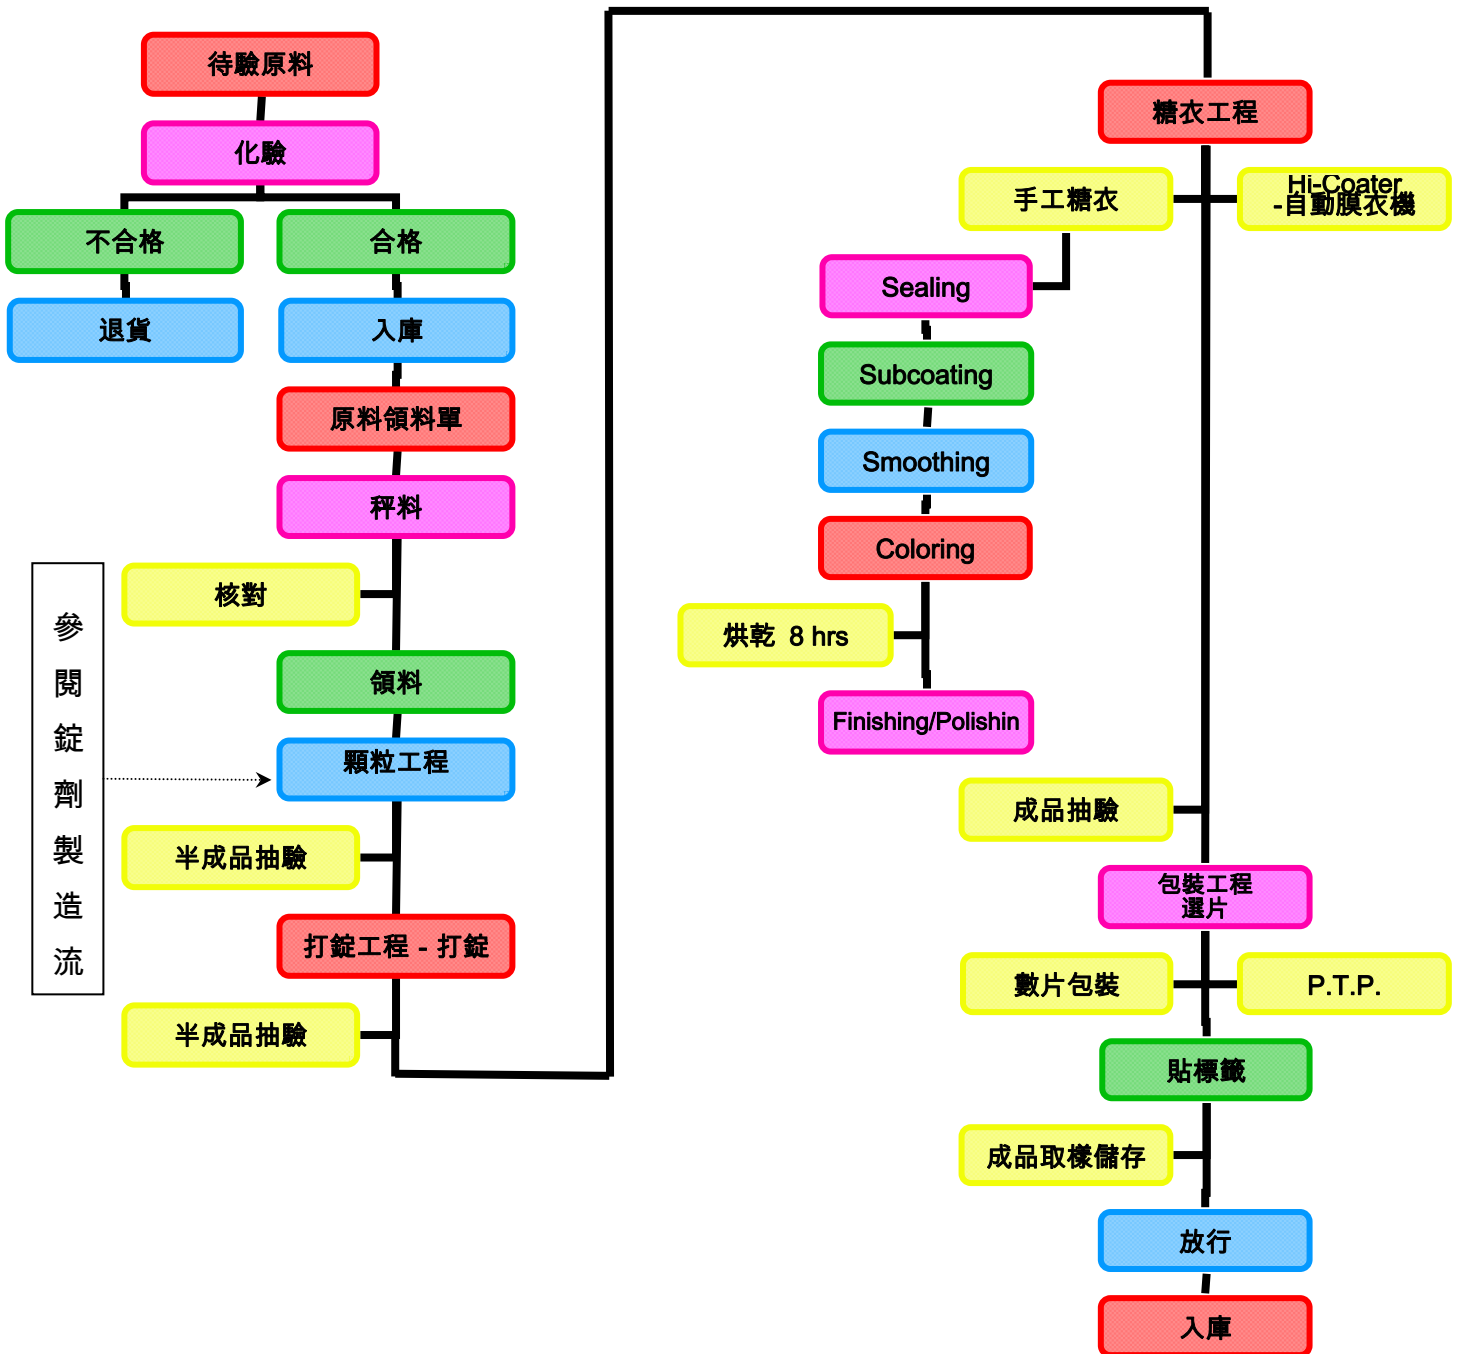 待驗原料
化驗
不合格
合格
退貨
入庫
原料領料單
秤料
核對
領料
顆粒工程
半成品抽驗
打錠工程 - 打錠
半成品抽驗
參
閱
錠
劑
製
造
流
糖衣工程
手工糖衣
Hi-Coater
-自動膜衣機
Sealing
Subcoating
Smoothing
Coloring
烘乾 8 hrs
Finishing/Polishin
成品抽驗
包裝工程
選片
數片包裝
P.T.P.
貼標籤
成品取樣儲存
放行
入庫